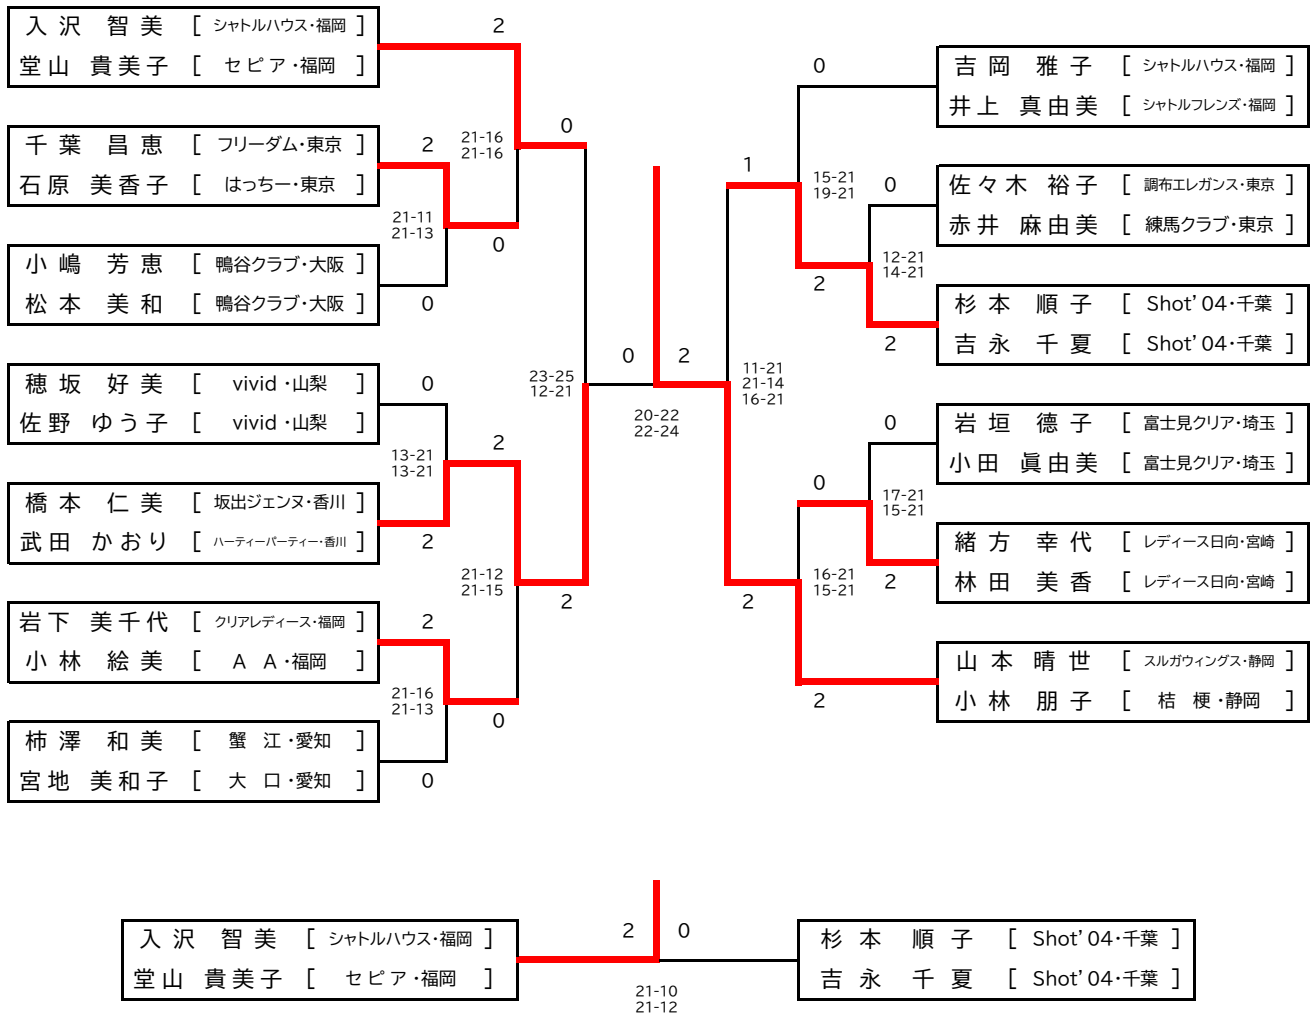 入沢 智美 [ シャトルハウス・福岡 ]
堂山 貴美子 [ セピア・福岡 ]
千葉 昌恵 [ フリーダム・東京 ]
石原 美香子 [ はっちー・東京 ]
小嶋 芳恵 [ 鴨谷クラブ・大阪 ]
松本 美和 [ 鴨谷クラブ・大阪 ]
穂坂 好美 [ vivid・山梨 ]
佐野 ゆう子 [ vivid・山梨 ]
橋本 仁美 [ 坂出ジェンヌ・香川 ]
武田 かおり [ ハーティーパーティー・香川 ]
岩下 美千代 [ クリアレディース・福岡 ]
小林 絵美 [ A A・福岡 ]
柿澤 和美 [ 蟹 江・愛知 ]
宮地 美和子 [ 大 口・愛知 ]
2
2
21-11
21-13
0
21-16
21-16
0
0
0
13-21
13-21
2
2
21-12
21-15
2
21-16
21-13
0
0
0
23-25
12-21
2
0
2
20-22
22-24
1
11-21
21-14
16-21
2
0
15-21
19-21
2
0
12-21
14-21
2
0
16-21
15-21
2
0
17-21
15-21
2
吉岡 雅子 [ シャトルハウス・福岡 ]
井上 真由美 [ シャトルフレンズ・福岡 ]
佐々木 裕子 [ 調布エレガンス・東京 ]
赤井 麻由美 [ 練馬クラブ・東京 ]
杉本 順子 [ Shot’04・千葉 ]
吉永 千夏 [ Shot’04・千葉 ]
岩垣 德子 [ 富士見クリア・埼玉 ]
小田 眞由美 [ 富士見クリア・埼玉 ]
緒方 幸代 [ レディース日向・宮崎 ]
林田 美香 [ レディース日向・宮崎 ]
山本 晴世 [ スルガウィングス・静岡 ]
小林 朋子 [ 桔 梗・静岡 ]
入沢 智美 [ シャトルハウス・福岡 ]
堂山 貴美子 [ セピア・福岡 ]
2
0
21-10
21-12
杉本 順子 [ Shot’04・千葉 ]
吉永 千夏 [ Shot’04・千葉 ]